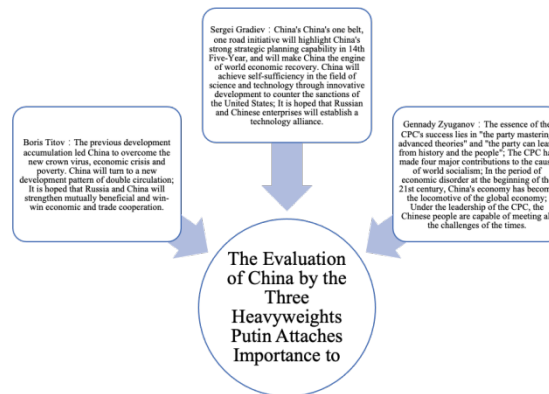 Sergei Gradiev：China's China's one belt,
one road initiative will highlight China's
strong strategic planning capability in 14th
Five-Year, and will make China the engine
of world economic recovery. China will
achieve self-sufficiency in the field of
science and technology through innovative
development to counter the sanctions of
the United States; It is hoped that Russian
and Chinese enterprises will establish a
technology alliance.
Boris Titov：The previous development
accumulation led China to overcome the
new crown virus, economic crisis and
poverty. China will turn to a new
development pattern of double circulation;
It is hoped that Russia and China will
strengthen mutually beneficial and win-
win economic and trade cooperation.
Gennady Zyuganov：The essence of the
CPC's success lies in "the party mastering
advanced theories" and "the party can learn
from history and the people"; The CPC has
made four major contributions to the cause
of world socialism; In the period of
economic disorder at the beginning of the
21st century, China's economy has become
the locomotive of the global economy;
Under the leadership of the CPC, the
Chinese people are capable of meeting all
the challenges of the times.
The Evaluation
of China by the
Three
Heavyweights
Putin Attaches
Importance to